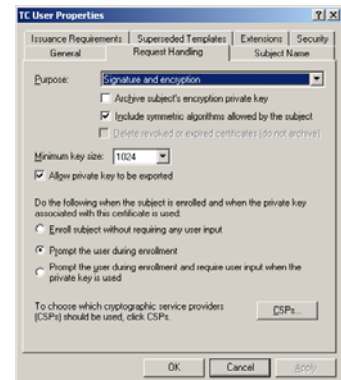 TC User Properties
Issuance Requirements Superseded Templates Extensions Security
General Request Handling Subject Name
Purpose: Signature and encryption
Archive subject's encryption private key
Include symmetric algorithms allowed by the subject
Delete revoked or expired certificates (do not archive)
Minimum key size: 1024
Allow private key to be exported
Do the following when the subject is enrolled and when the private key
associated with this certificate is used:
Enroll subject without requiring any user input
Prompt the user during enrollment
Prompt the user during enrollment and require user input when the
private key is used
To choose which cryptographic service providers
(CSPs) should be used, click CSPs.
CSPs...
OK Cancel Apply